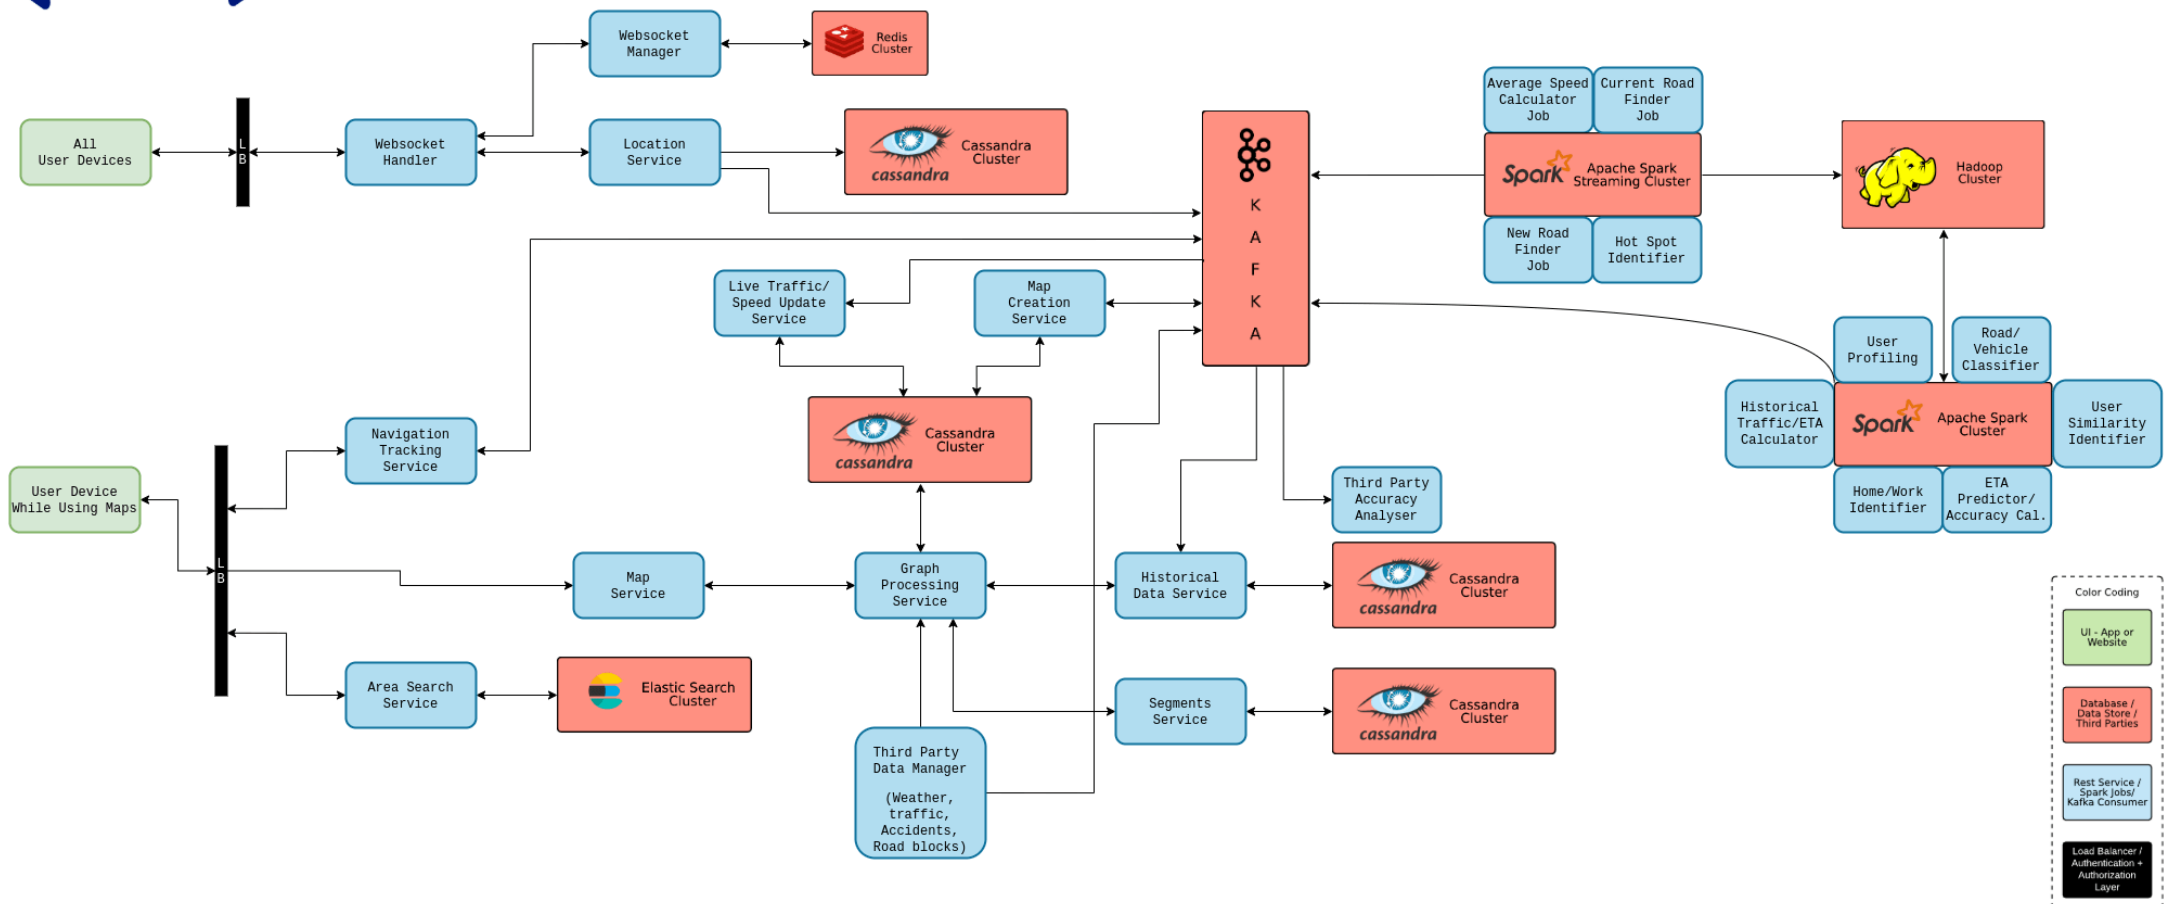 Websocket
Manager
Redis
Cluster
All
User Devices
L
B
Websocket
Handler
Location
Service
cassandra
Cassandra
Cluster
K
A
F
K
A
Average Speed
Calculator
Job
Current Road
Finder
Job
Spark
Apache Spark
Streaming Cluster
New Road
Finder
Job
Hot Spot
Identifier
Hadoop
Cluster
Live Traffic/
Speed Update
Service
Map
Creation
Service
cassandra
Cassandra
Cluster
User
Profiling
Road/
Vehicle
Classifier
Historical
Traffic/ETA
Calculator
Spark
Apache Spark
Cluster
User
Similarity
Identifier
Home/Work
Identifier
ETA
Predictor/
Accuracy Cal.
Navigation
Tracking
Service
User Device
While Using Maps
L
B
Third Party
Accuracy
Analyser
Map
Service
Graph
Processing
Service
Historical
Data Service
cassandra
Cassandra
Cluster
Area Search
Service
Elastic Search
Cluster
Segments
Service
cassandra
Cassandra
Cluster
Third Party
Data Manager
(Weather,
traffic,
Accidents,
Road blocks)
Color Coding
UI - App or
Website
Database /
Data Store /
Third Parties
Rest Service /
Spark Jobs/
Kafka Consumer
Load Balancer /
Authentication +
Authorization
Layer